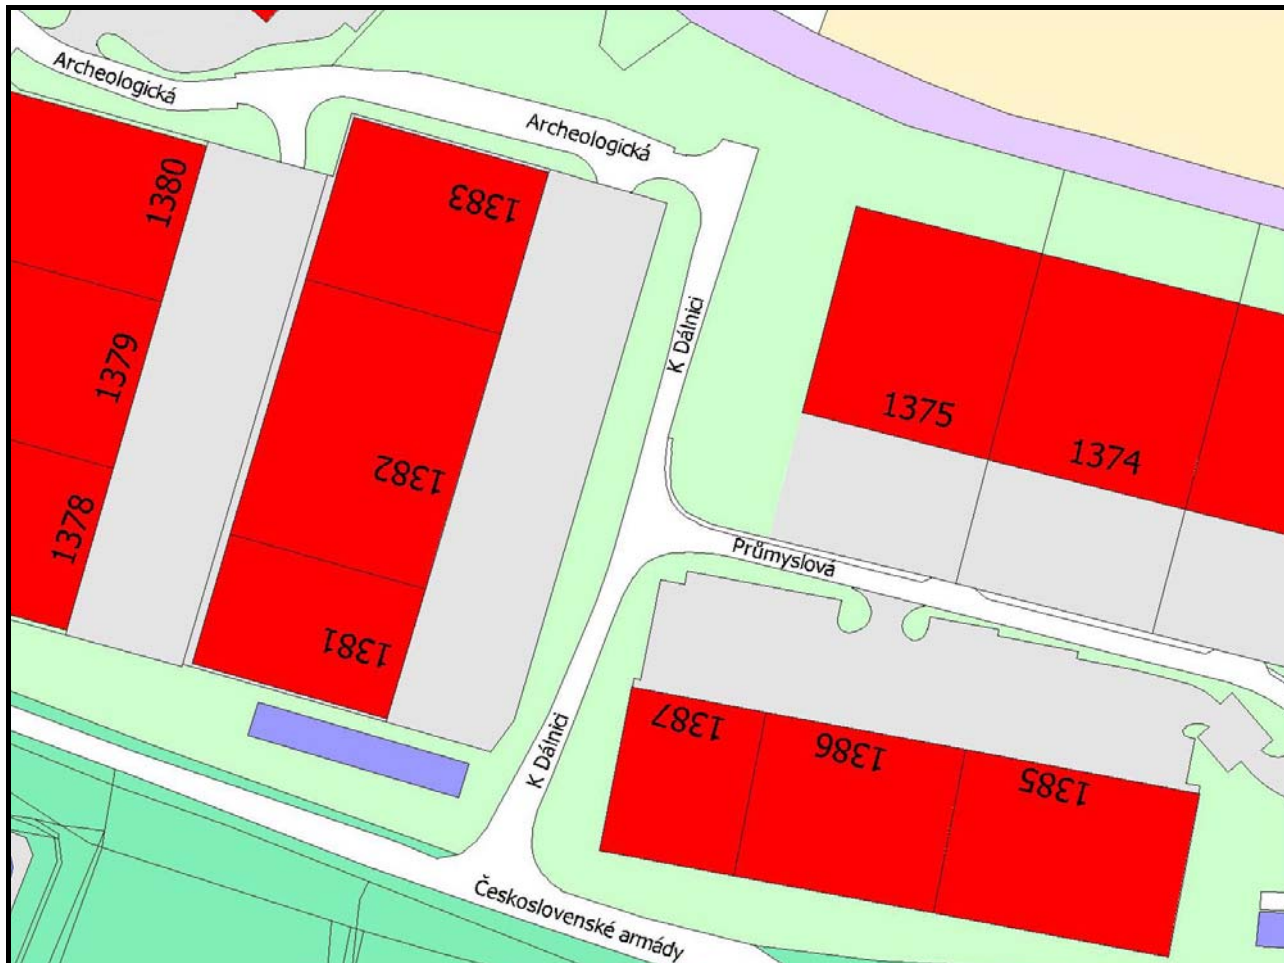 Archeologická
Archeologická
1380
1383
K Dálnici
1379
1375
1374
1382
1378
Průmyslová
1381
1387
K Dálnici
1386
1385
Československé armády